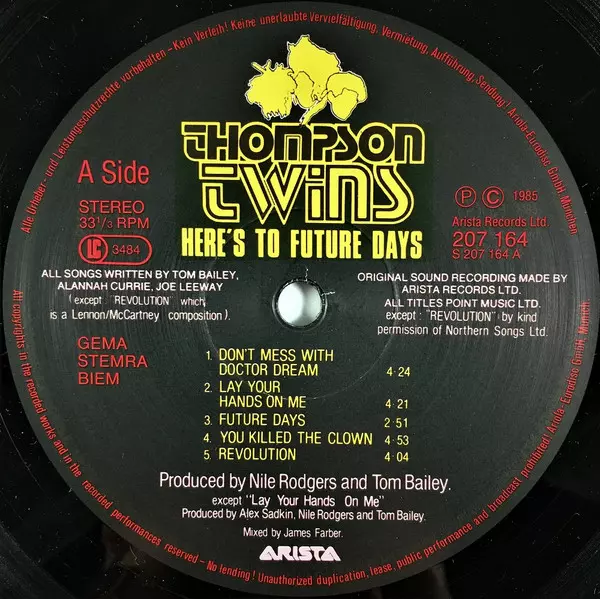 Alle Urheber- und Leistungsschutzrechte vorbehalten - Kein Verleih! Keine unerlaubte Vervielfältigung, Vermietung, Aufführung, Sendung! Ariola-Eurodisc GmbH, München
THOMPSON
TWINS
HERE'S TO FUTURE DAYS
A Side
STEREO
33 1/3 RPM
LC 3484
Ⓟ Ⓒ 1985
Arista Records Ltd.
207 164
S 207 164 A
ALL SONGS WRITTEN BY TOM BAILEY,
ALANNAH CURRIE, JOE LEEWAY
(except "REVOLUTION" which
is a Lennon/McCartney composition).
ORIGINAL SOUND RECORDING MADE BY
ARISTA RECORDS LTD.
ALL TITLES POINT MUSIC LTD.
except: "REVOLUTION" by kind
permission of Northern Songs Ltd.
GEMA
STEMRA
BIEM
1. DON'T MESS WITH
DOCTOR DREAM 4·24
2. LAY YOUR
HANDS ON ME 4·21
3. FUTURE DAYS 2·51
4. YOU KILLED THE CLOWN 4·53
5. REVOLUTION 4·04
Produced by Nile Rodgers and Tom Bailey.
except "Lay Your Hands On Me"
Produced by Alex Sadkin, Nile Rodgers and Tom Bailey.
Mixed by James Farber.
ARISTA
All copyrights in the recorded works and in the recorded performances reserved - No lending! Unauthorized duplication, lease, public performance and broadcast prohibited! Ariola-Eurodisc GmbH, Munich